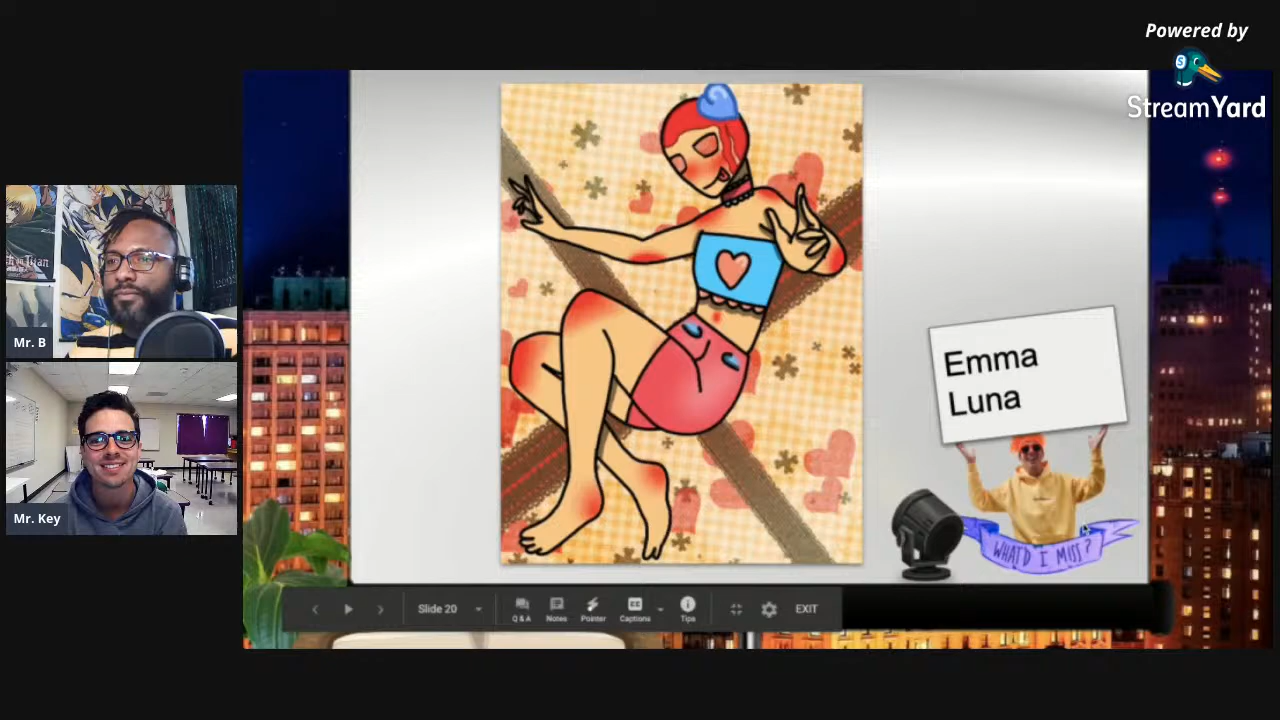 Powered by
StreamYard
Mr. B
Mr. Key
Emma
Luna
WHAT'D I MISS?
Slide 20
Q & A
Notes
Pointer
Captions
Tips
EXIT